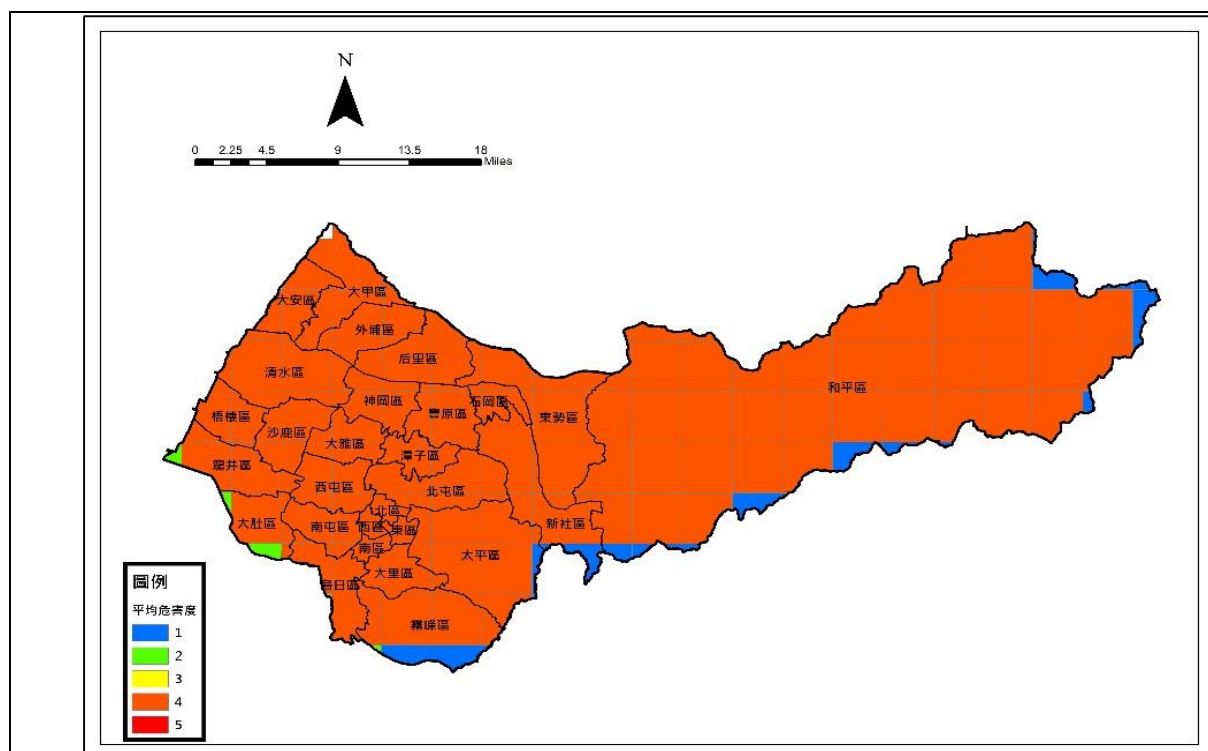 N
0 2.25 4.5 9 13.5 18
Miles
大甲區
大安區
外埔區
后里區
清水區
和平區
神岡區
豐原區
石岡區
東勢區
梧棲區
沙鹿區
大雅區
潭子區
龍井區
西屯區
北屯區
北區
大肚區
南屯區
西區
東區
新社區
南區
太平區
大里區
烏日區
霧峰區
圖例
平均危害度
1
2
3
4
5